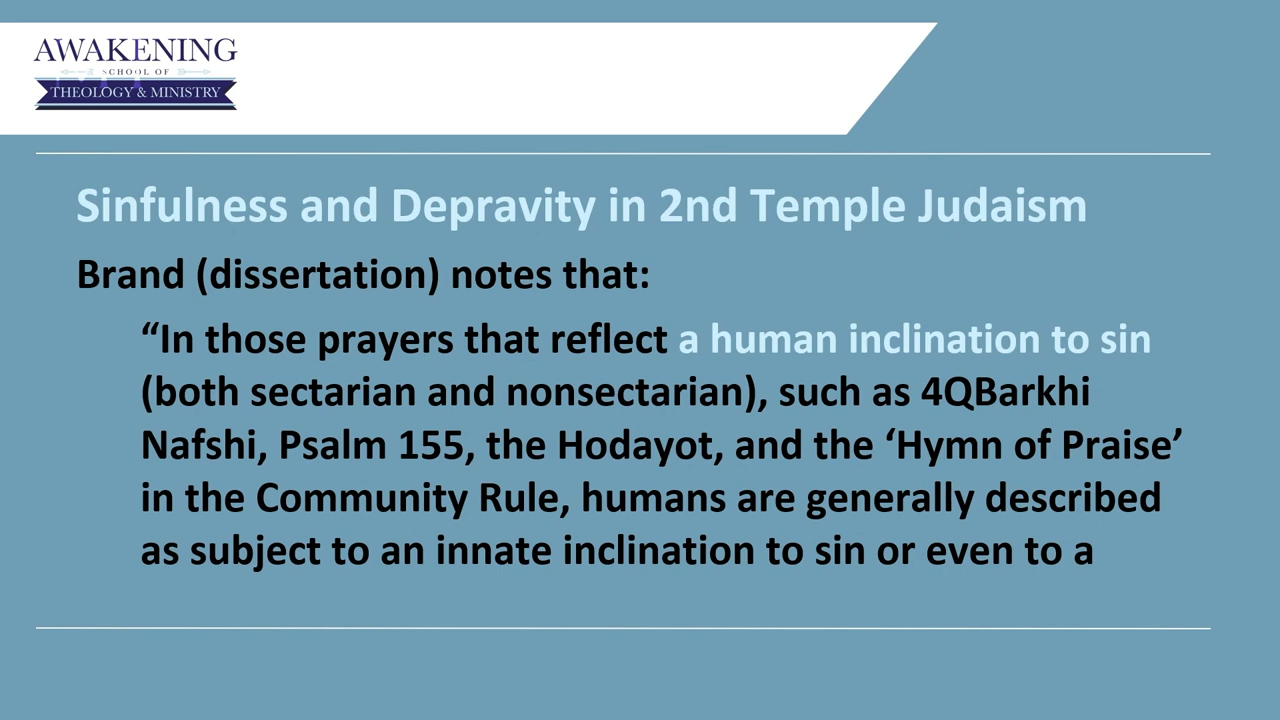 AWAKENING
SCHOOL OF
THEOLOGY & MINISTRY
Sinfulness and Depravity in 2nd Temple Judaism
Brand (dissertation) notes that:
“In those prayers that reflect a human inclination to sin
(both sectarian and nonsectarian), such as 4QBarkhi
Nafshi, Psalm 155, the Hodayot, and the ‘Hymn of Praise’
in the Community Rule, humans are generally described
as subject to an innate inclination to sin or even to a